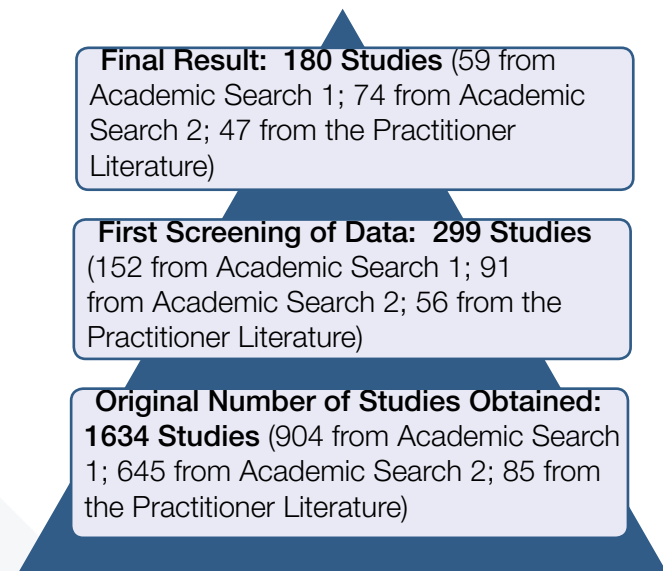 Final Result: 180 Studies (59 from
Academic Search 1; 74 from Academic
Search 2; 47 from the Practitioner
Literature)
First Screening of Data: 299 Studies
(152 from Academic Search 1; 91
from Academic Search 2; 56 from the
Practitioner Literature)
Original Number of Studies Obtained:
1634 Studies (904 from Academic Search
1; 645 from Academic Search 2; 85 from
the Practitioner Literature)